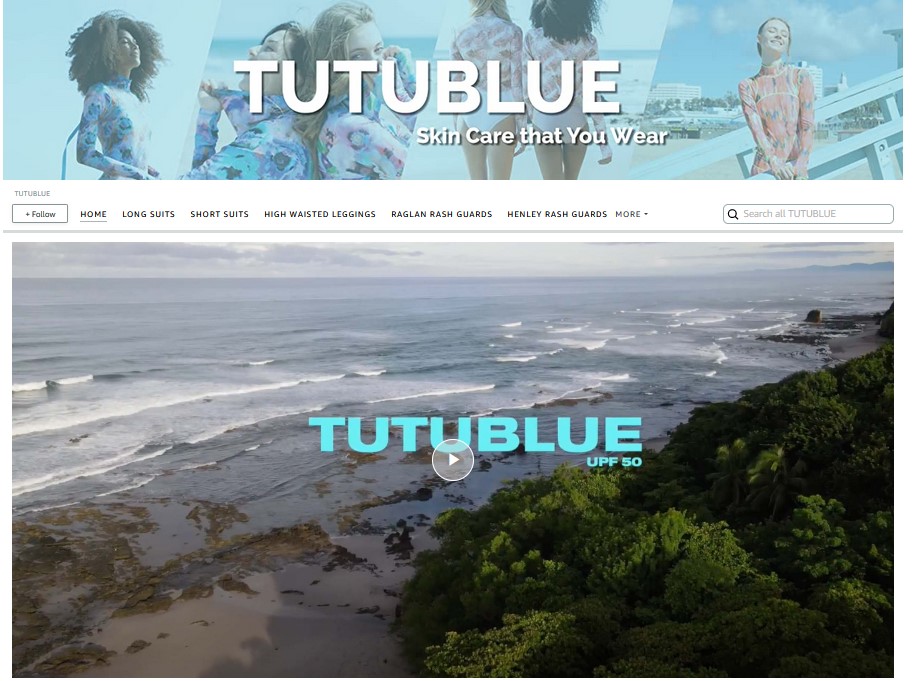 TUTUBLUE
Skin Care that You Wear
TUTUBLUE
+ Follow HOME LONG SUITS SHORT SUITS HIGH WAISTED LEGGINGS RAGLAN RASH GUARDS HENLEY RASH GUARDS MORE Search all TUTUBLUE
TUTUBLUE
UPF 50